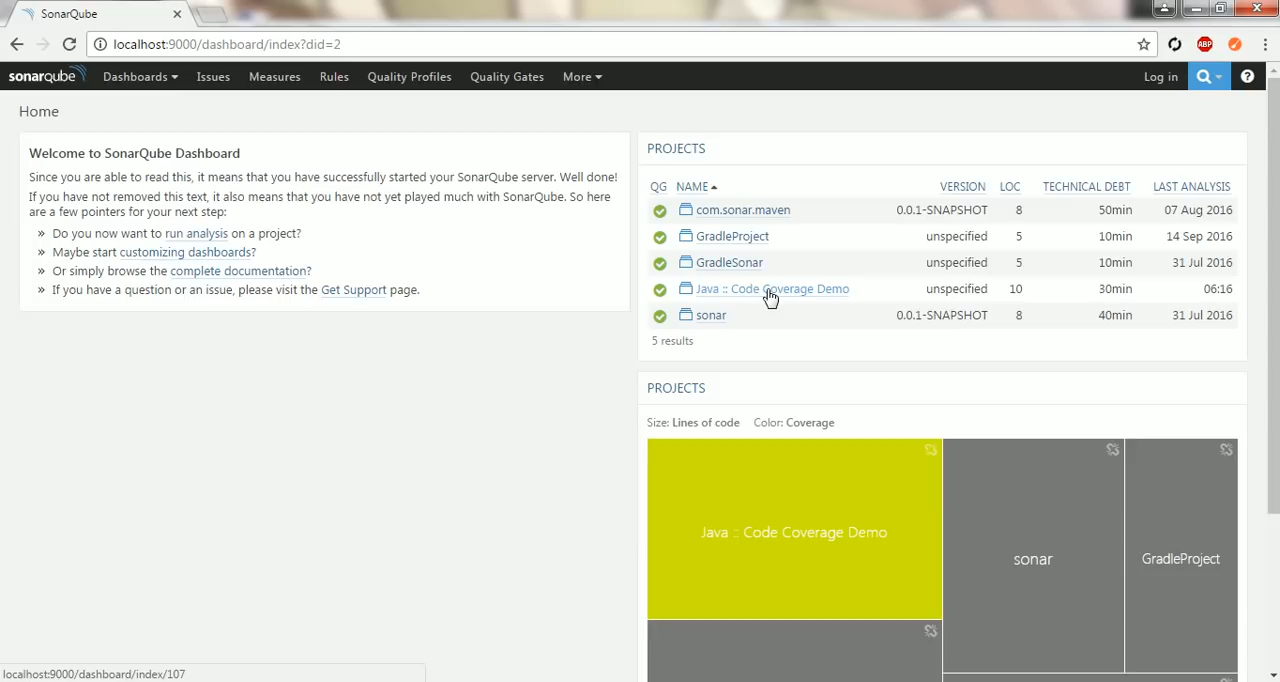 SonarQube
localhost:9000/dashboard/index?did=2
ABP
sonarqube Dashboards Issues Measures Rules Quality Profiles Quality Gates More Log in ?
Home
Welcome to SonarQube Dashboard
Since you are able to read this, it means that you have successfully started your SonarQube server. Well done!
If you have not removed this text, it also means that you have not yet played much with SonarQube. So here
are a few pointers for your next step:
» Do you now want to run analysis on a project?
» Maybe start customizing dashboards?
» Or simply browse the complete documentation?
» If you have a question or an issue, please visit the Get Support page.
PROJECTS
QG NAME VERSION LOC TECHNICAL DEBT LAST ANALYSIS
com.sonar.maven 0.0.1-SNAPSHOT 8 50min 07 Aug 2016
GradleProject unspecified 5 10min 14 Sep 2016
GradleSonar unspecified 5 10min 31 Jul 2016
Java :: Code Coverage Demo unspecified 10 30min 06:16
sonar 0.0.1-SNAPSHOT 8 40min 31 Jul 2016
5 results
PROJECTS
Size: Lines of code Color: Coverage
Java :: Code Coverage Demo
sonar
GradleProject
localhost:9000/dashboard/index/107